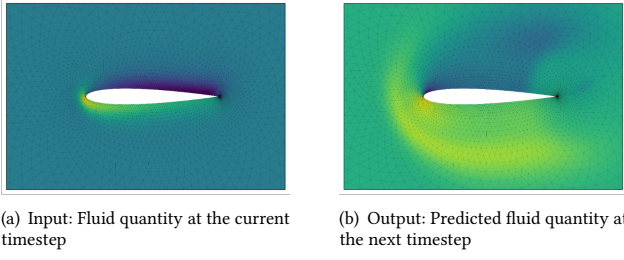 (a) Input: Fluid quantity at the current
timestep
(b) Output: Predicted fluid quantity at
the next timestep